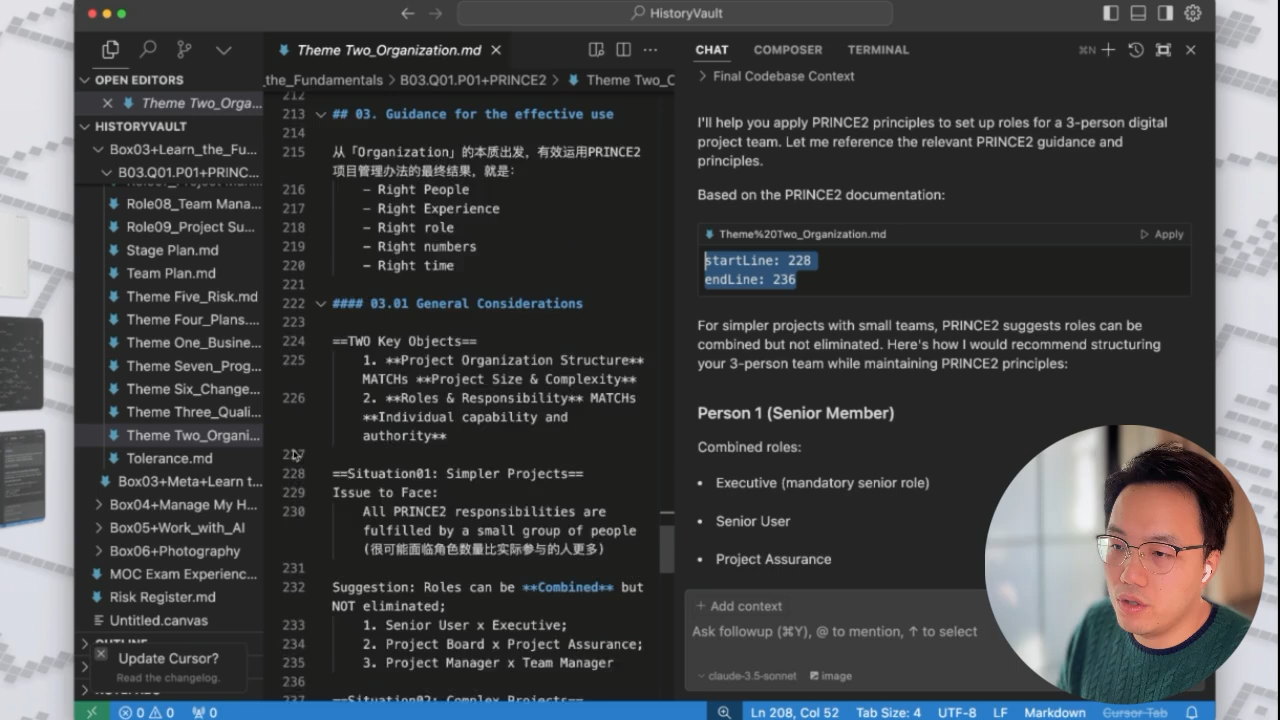 HistoryVault
Theme Two_Organization.md
CHAT
COMPOSER
TERMINAL
⌘N
OPEN EDITORS
Theme Two_Orga...
HISTORYVAULT
Box03+Learn_the_Fu...
B03.Q01.P01+PRINC...
Role08_Team Mana...
Role09_Project Su...
Stage Plan.md
Team Plan.md
Theme Five_Risk.md
Theme Four_Plans....
Theme One_Busine...
Theme Seven_Prog...
Theme Six_Change...
Theme Three_Quali...
Theme Two_Organi...
Tolerance.md
Box03+Meta+Learn t...
Box04+Manage My H...
Box05+Work_with_AI
Box06+Photography
MOC Exam Experienc...
Risk Register.md
Untitled.canvas
Update Cursor?
Read the changelog.
_the_Fundamentals > B03.Q01.P01+PRINCE2 > Theme Two_C
212
213 ## 03. Guidance for the effective use
214
215 从「Organization」的本质出发，有效运用PRINCE2
项目管理办法的最终结果，就是：
216 - Right People
217 - Right Experience
218 - Right role
219 - Right numbers
220 - Right time
221
222 #### 03.01 General Considerations
223
224 ==TWO Key Objects==
225 1. **Project Organization Structure**
MATCHs **Project Size & Complexity**
226 2. **Roles & Responsibility** MATCHs
**Individual capability and
authority**
228 ==Situation01: Simpler Projects==
229 Issue to Face:
230 All PRINCE2 responsibilities are
fulfilled by a small group of people
(很可能面临角色数量比实际参与的人更多)
231
232 Suggestion: Roles can be **Combined** but
NOT eliminated;
233 1. Senior User x Executive;
234 2. Project Board x Project Assurance;
235 3. Project Manager x Team Manager
236
237 ==Situation02: Complex Projects==
Final Codebase Context
I'll help you apply PRINCE2 principles to set up roles for a 3-person digital
project team. Let me reference the relevant PRINCE2 guidance and
principles.
Based on the PRINCE2 documentation:
Theme%20Two_Organization.md
Apply
startLine: 228
endLine: 236
For simpler projects with small teams, PRINCE2 suggests roles can be
combined but not eliminated. Here's how I would recommend structuring
your 3-person team while maintaining PRINCE2 principles:
Person 1 (Senior Member)
Combined roles:
• Executive (mandatory senior role)
• Senior User
• Project Assurance
+ Add context
Ask followup (⌘Y), @ to mention, ↑ to select
claude-3.5-sonnet
image
0 0 0
Ln 208, Col 52
Tab Size: 4
UTF-8
LF
Markdown
Cursor Tab